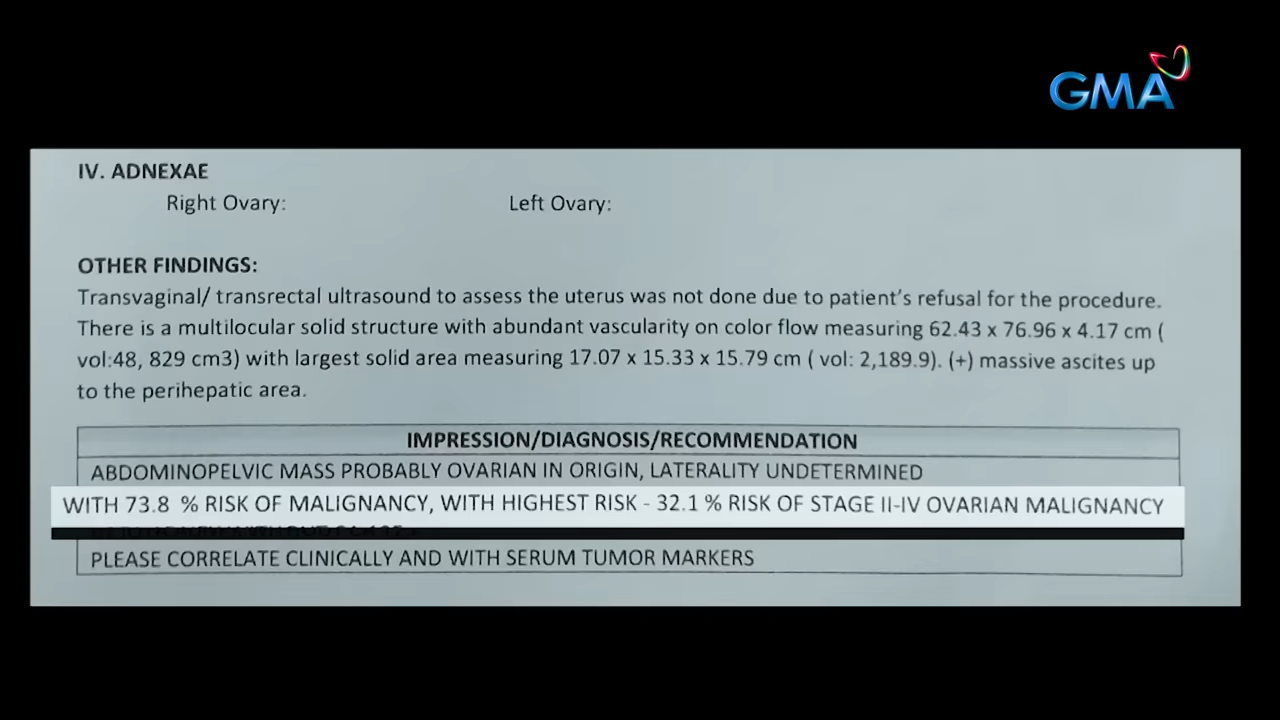 GMA
IV. ADNEXAE
Right Ovary: Left Ovary:
OTHER FINDINGS:
Transvaginal/ transrectal ultrasound to assess the uterus was not done due to patient's refusal for the procedure.
There is a multilocular solid structure with abundant vascularity on color flow measuring 62.43 x 76.96 x 4.17 cm (
vol:48, 829 cm3) with largest solid area measuring 17.07 x 15.33 x 15.79 cm ( vol: 2,189.9). (+) massive ascites up
to the perihepatic area.
IMPRESSION/DIAGNOSIS/RECOMMENDATION
ABDOMINOPELVIC MASS PROBABLY OVARIAN IN ORIGIN, LATERALITY UNDETERMINED
WITH 73.8 % RISK OF MALIGNANCY, WITH HIGHEST RISK - 32.1 % RISK OF STAGE II-IV OVARIAN MALIGNANCY
PLEASE CORRELATE CLINICALLY AND WITH SERUM TUMOR MARKERS